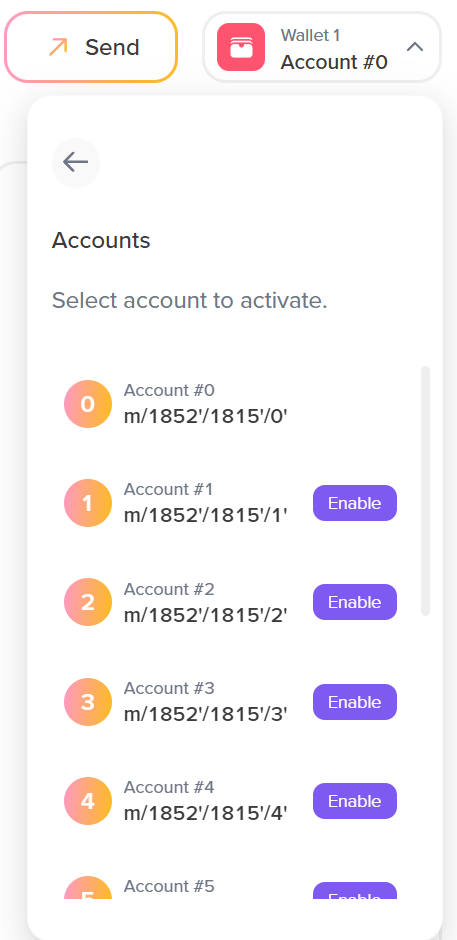 Send
Wallet 1
Account #0
Accounts
Select account to activate.
0
Account #0
m/1852'/1815'/0'
1
Account #1
m/1852'/1815'/1'
Enable
2
Account #2
m/1852'/1815'/2'
Enable
3
Account #3
m/1852'/1815'/3'
Enable
4
Account #4
m/1852'/1815'/4'
Enable
5
Account #5
Enable